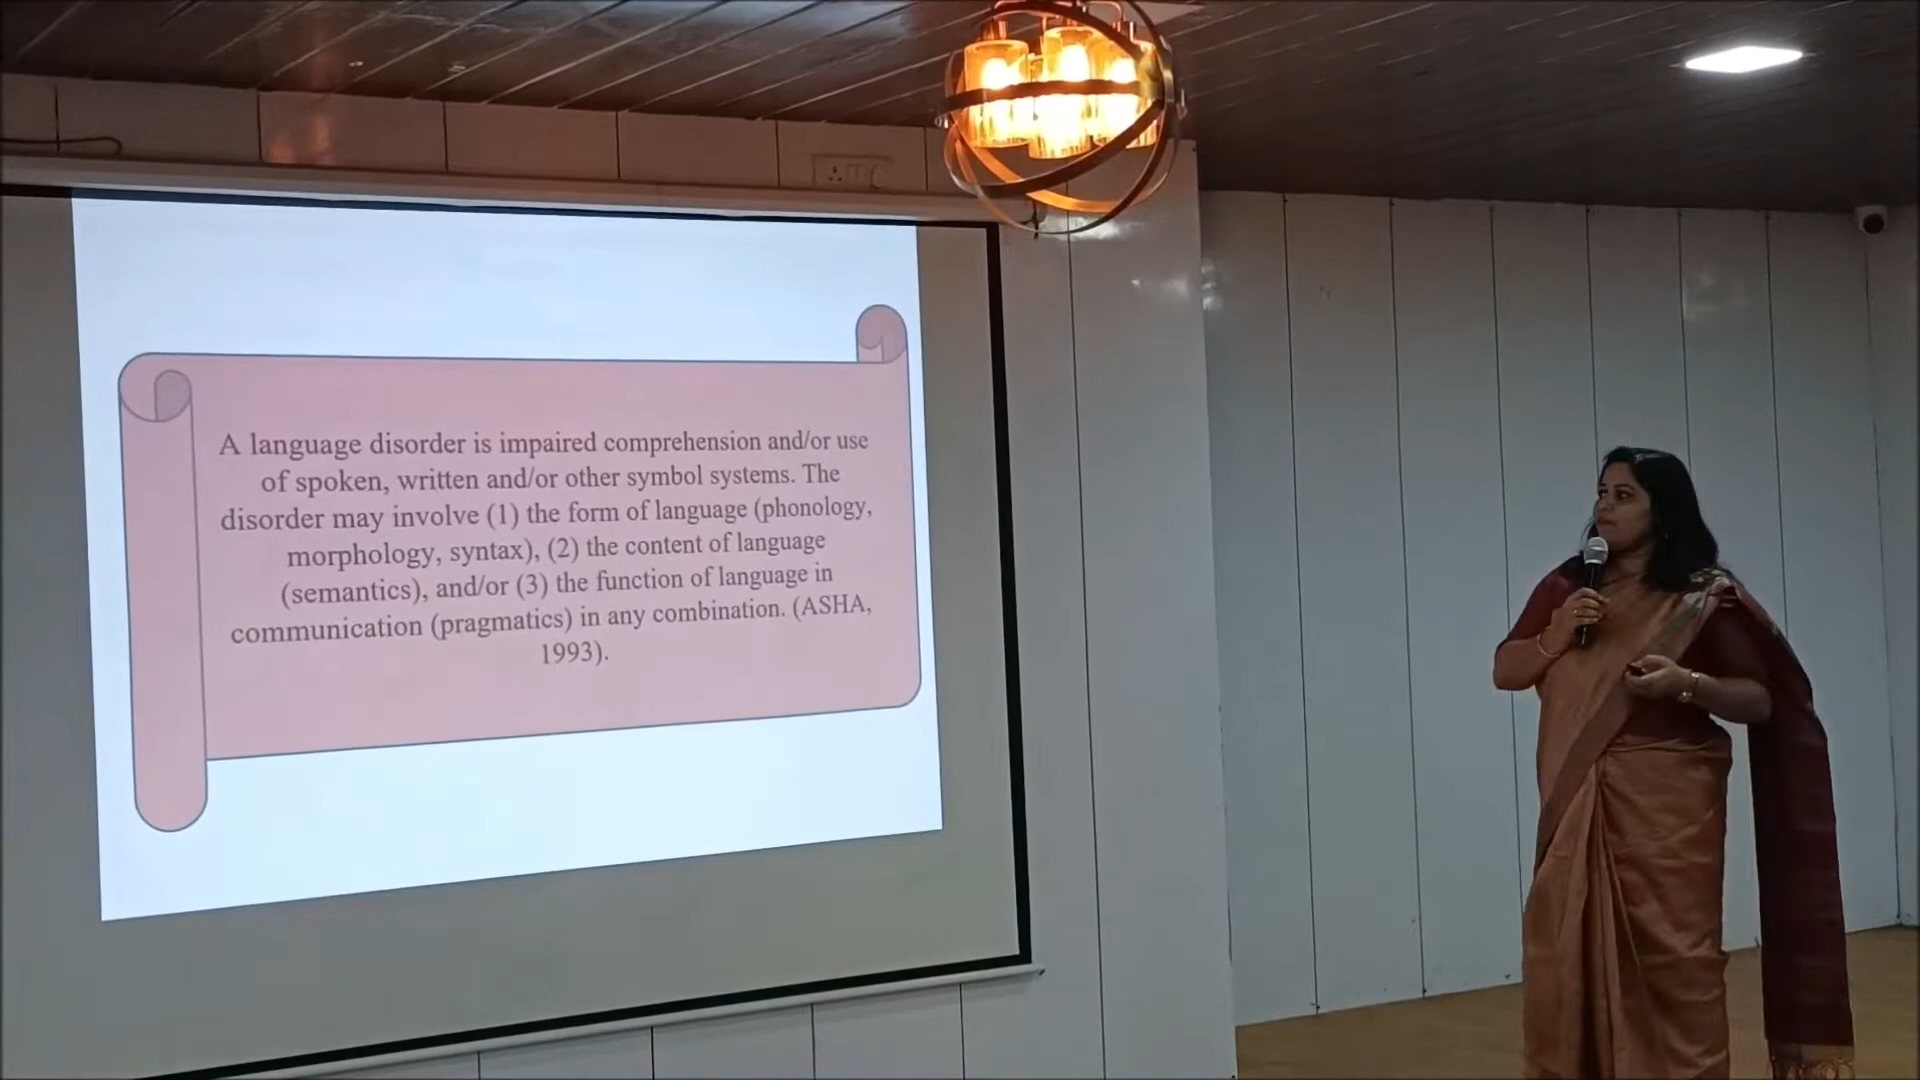 A language disorder is impaired comprehension and/or use
of spoken, written and/or other symbol systems. The
disorder may involve (1) the form of language (phonology,
morphology, syntax), (2) the content of language
(semantics), and/or (3) the function of language in
communication (pragmatics) in any combination. (ASHA,
1993).